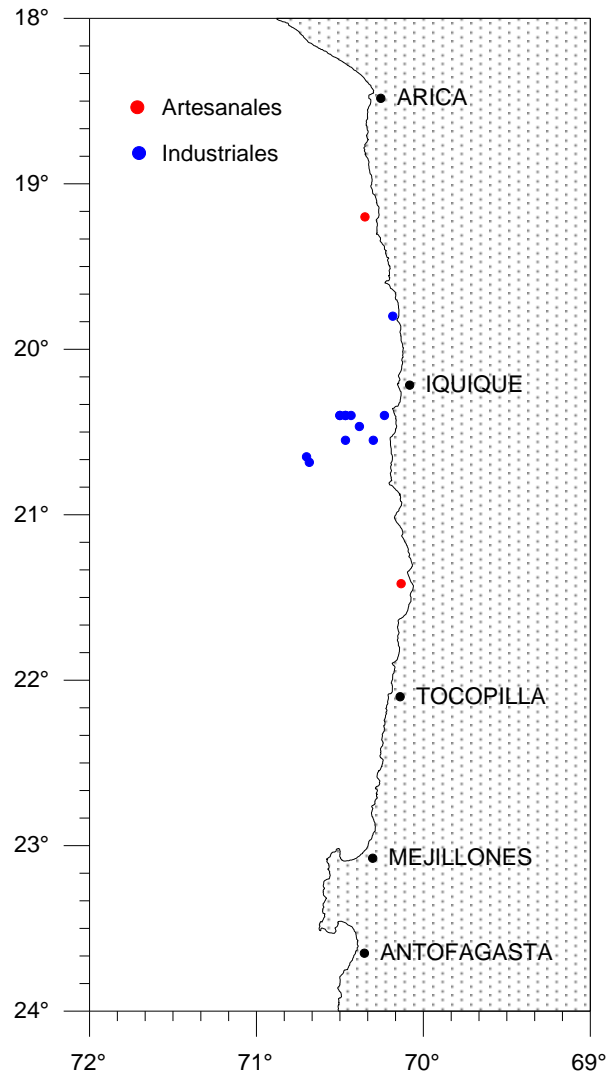 18°
ARICA
Artesanales
Industriales
19°
20°
IQUIQUE
21°
22°
TOCOPILLA
23°
MEJILLONES
ANTOFAGASTA
24°
72° 71° 70° 69°